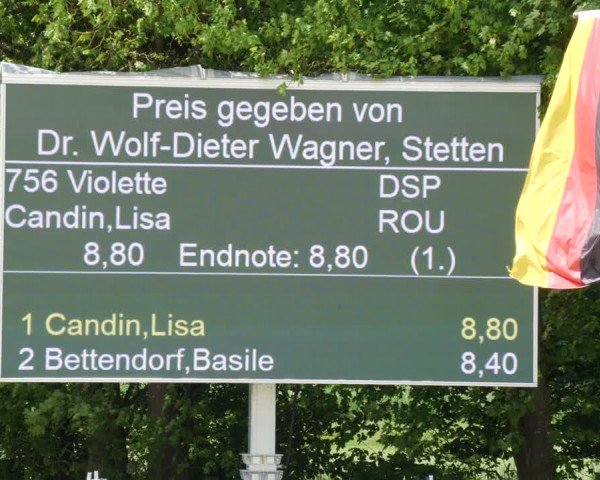 Preis gegeben von
Dr. Wolf-Dieter Wagner, Stetten
756 Violette DSP
Candin,Lisa ROU
8,80 Endnote: 8,80 (1.)
1 Candin,Lisa 8,80
2 Bettendorf,Basile 8,40